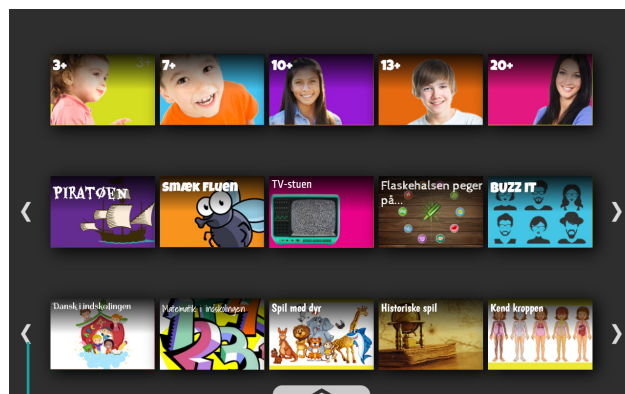 3+
7+
10+
13+
20+
PIRATØEN
SMÆK FLUEN
TV-stuen
Flaskehalsen peger
på...
BUZZ IT
Dansk i indskolingen
Matematik i indskolingen
Spil med dyr
Historiske spil
Kend kroppen